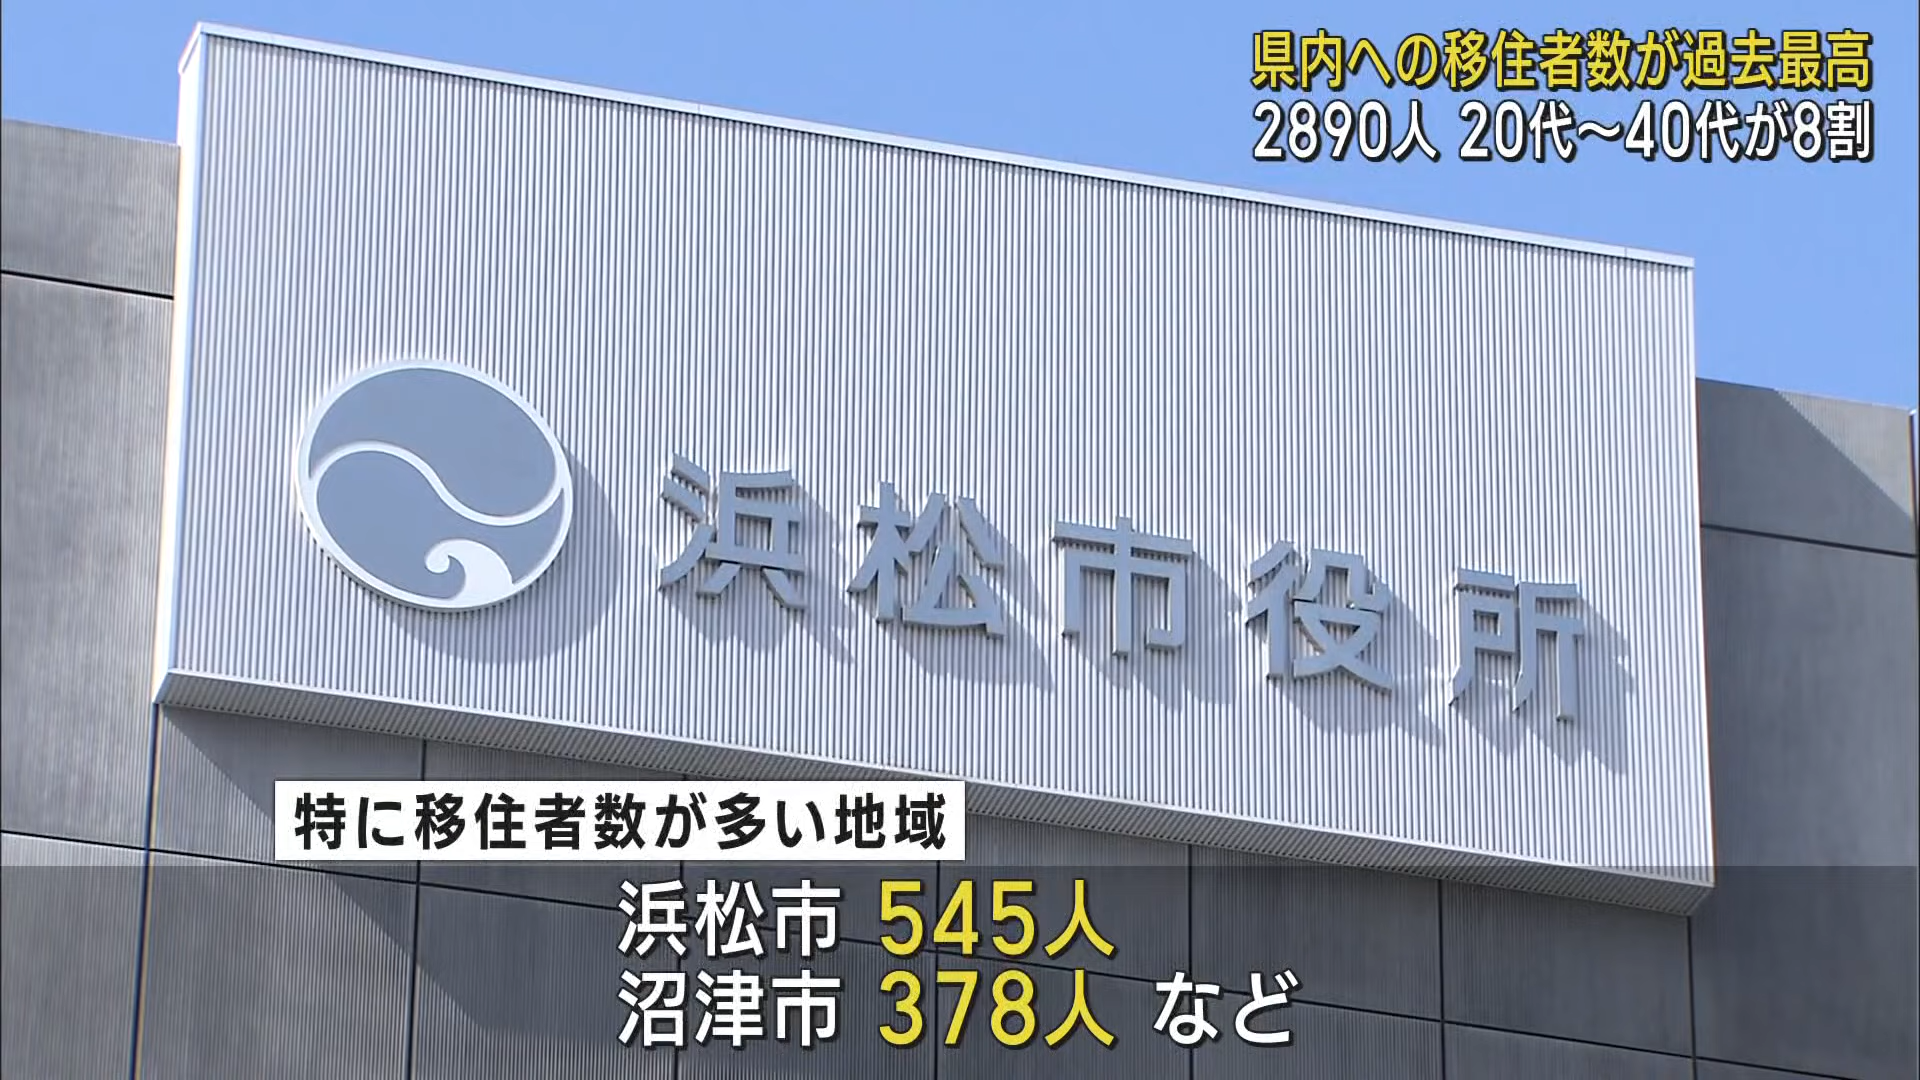 県内への移住者数が過去最高
2890人 20代〜40代が8割
浜松市役所
特に移住者数が多い地域
浜松市 545人
沼津市 378人 など